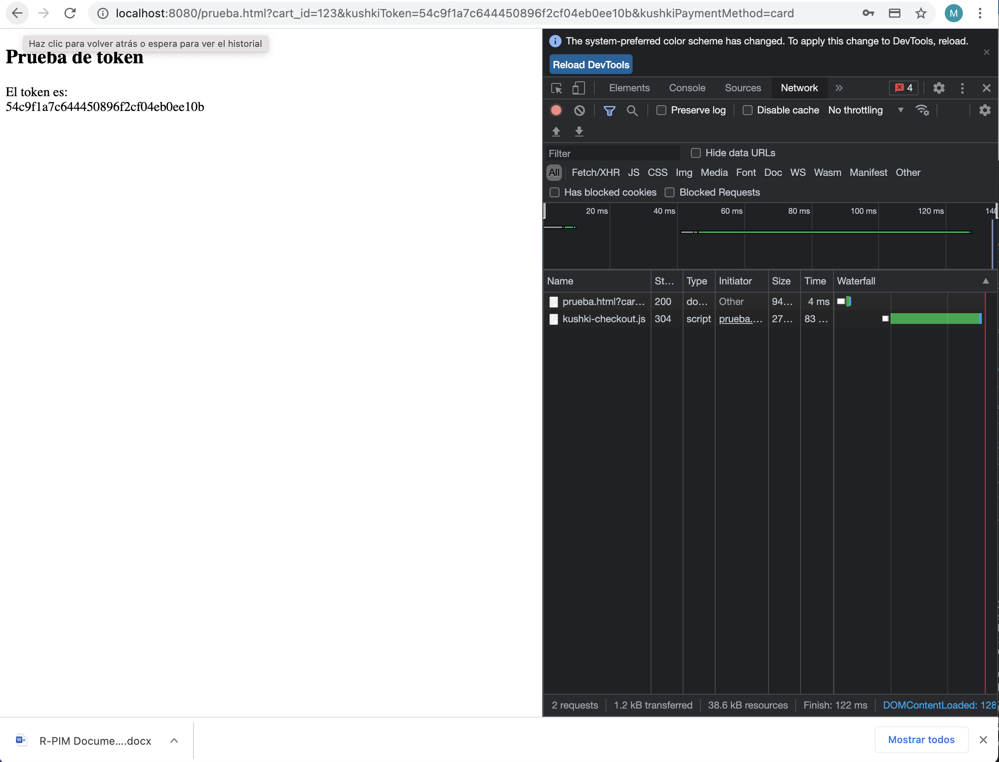 localhost:8080/prueba.html?cart_id=123&kushkiToken=54c9f1a7c644450896f2cf04eb0ee10b&kushkiPaymentMethod=card
M
Haz clic para volver atrás o espera para ver el historial
Prueba de token
El token es:
54c9f1a7c644450896f2cf04eb0ee10b
The system-preferred color scheme has changed. To apply this change to DevTools, reload.
Reload DevTools
Elements Console Sources Network 4
Preserve log Disable cache No throttling
Filter Hide data URLs
All Fetch/XHR JS CSS Img Media Font Doc WS Wasm Manifest Other
Has blocked cookies Blocked Requests
20 ms 40 ms 60 ms 80 ms 100 ms 120 ms 140
Name St... Type Initiator Size Time Waterfall
prueba.html?car... 200 do... Other 94... 4 ms
kushki-checkout.js 304 script prueba.... 27... 83 ...
2 requests 1.2 kB transferred 38.6 kB resources Finish: 122 ms DOMContentLoaded: 128
R-PIM Docume....docx
Mostrar todos